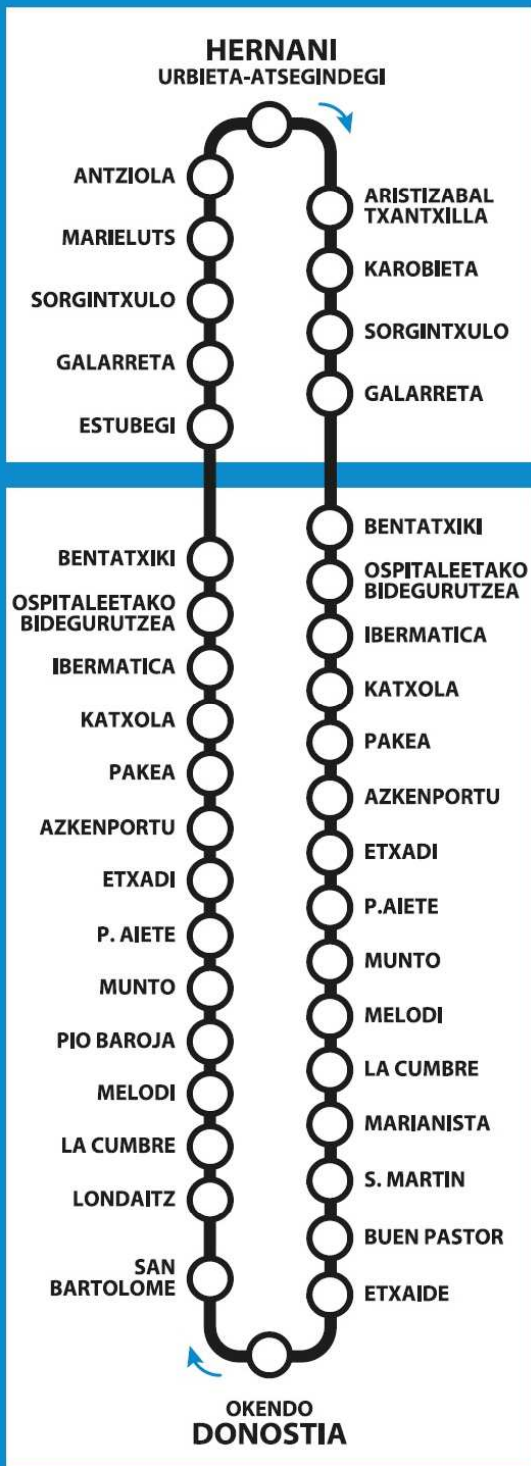 HERNANI
URBIETA-ATSEGINDEGI
ANTZIOLA
MARIELUTS
SORGINTXULO
GALARRETA
ESTUBEGI
ARISTIZABAL
TXANTXILLA
KAROBIETA
SORGINTXULO
GALARRETA
BENTATXIKI
OSPITALEETAKO
BIDEGURUTZEA
IBERMATICA
KATXOLA
PAKEA
AZKENPORTU
ETXADI
P. AIETE
MUNTO
PIO BAROJA
MELODI
LA CUMBRE
LONDAITZ
SAN
BARTOLOME
BENTATXIKI
OSPITALEETAKO
BIDEGURUTZEA
IBERMATICA
KATXOLA
PAKEA
AZKENPORTU
ETXADI
P.AIETE
MUNTO
MELODI
LA CUMBRE
MARIANISTA
S. MARTIN
BUEN PASTOR
ETXAIDE
OKENDO
DONOSTIA